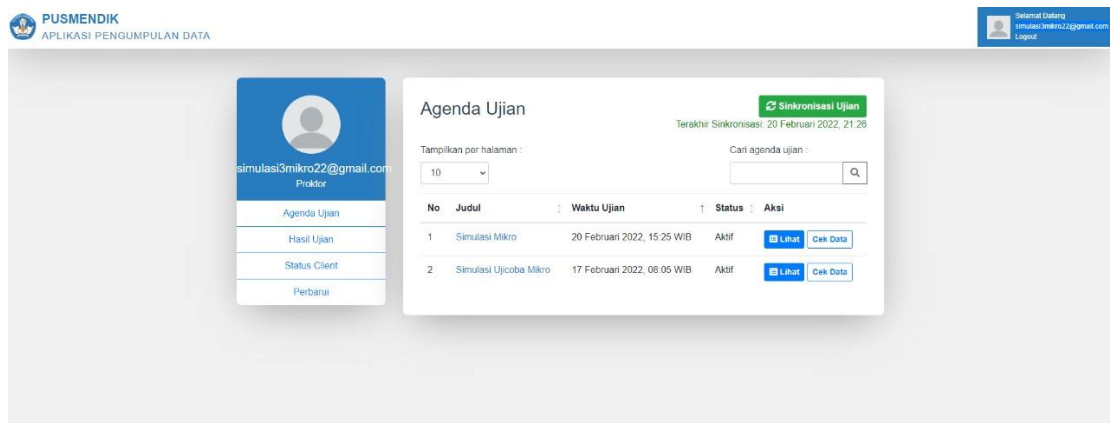 PUSMENDIK
APLIKASI PENGUMPULAN DATA
Selamat Datang
simulasi3mikro22@gmail.com
Logout
simulasi3mikro22@gmail.com
Proktor
Agenda Ujian
Hasil Ujian
Status Client
Perbarui
Agenda Ujian
Sinkronisasi Ujian
Terakhir Sinkronisasi: 20 Februari 2022, 21:26
Tampilkan per halaman : Cari agenda ujian :
10
No Judul Waktu Ujian Status Aksi
1 Simulasi Mikro 20 Februari 2022, 15:25 WIB Aktif Lihat Cek Data
2 Simulasi Ujicoba Mikro 17 Februari 2022, 08:05 WIB Aktif Lihat Cek Data